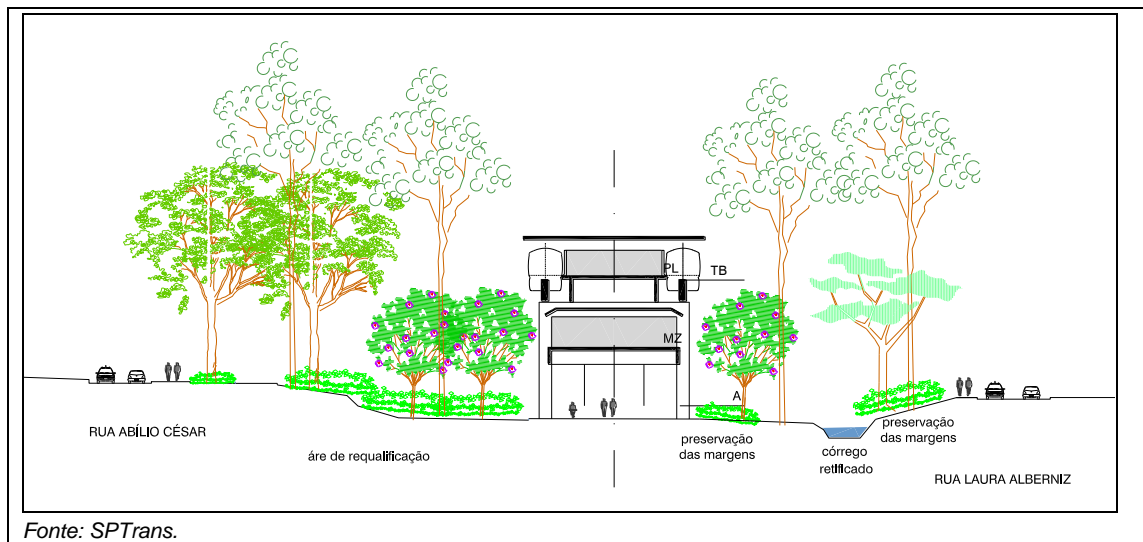 PL
TB
MZ
A
RUA ABÍLIO CÉSAR
áre de requalificação
preservação
das margens
córrego
retificado
preservação
das margens
RUA LAURA ALBERNIZ
Fonte: SPTrans.